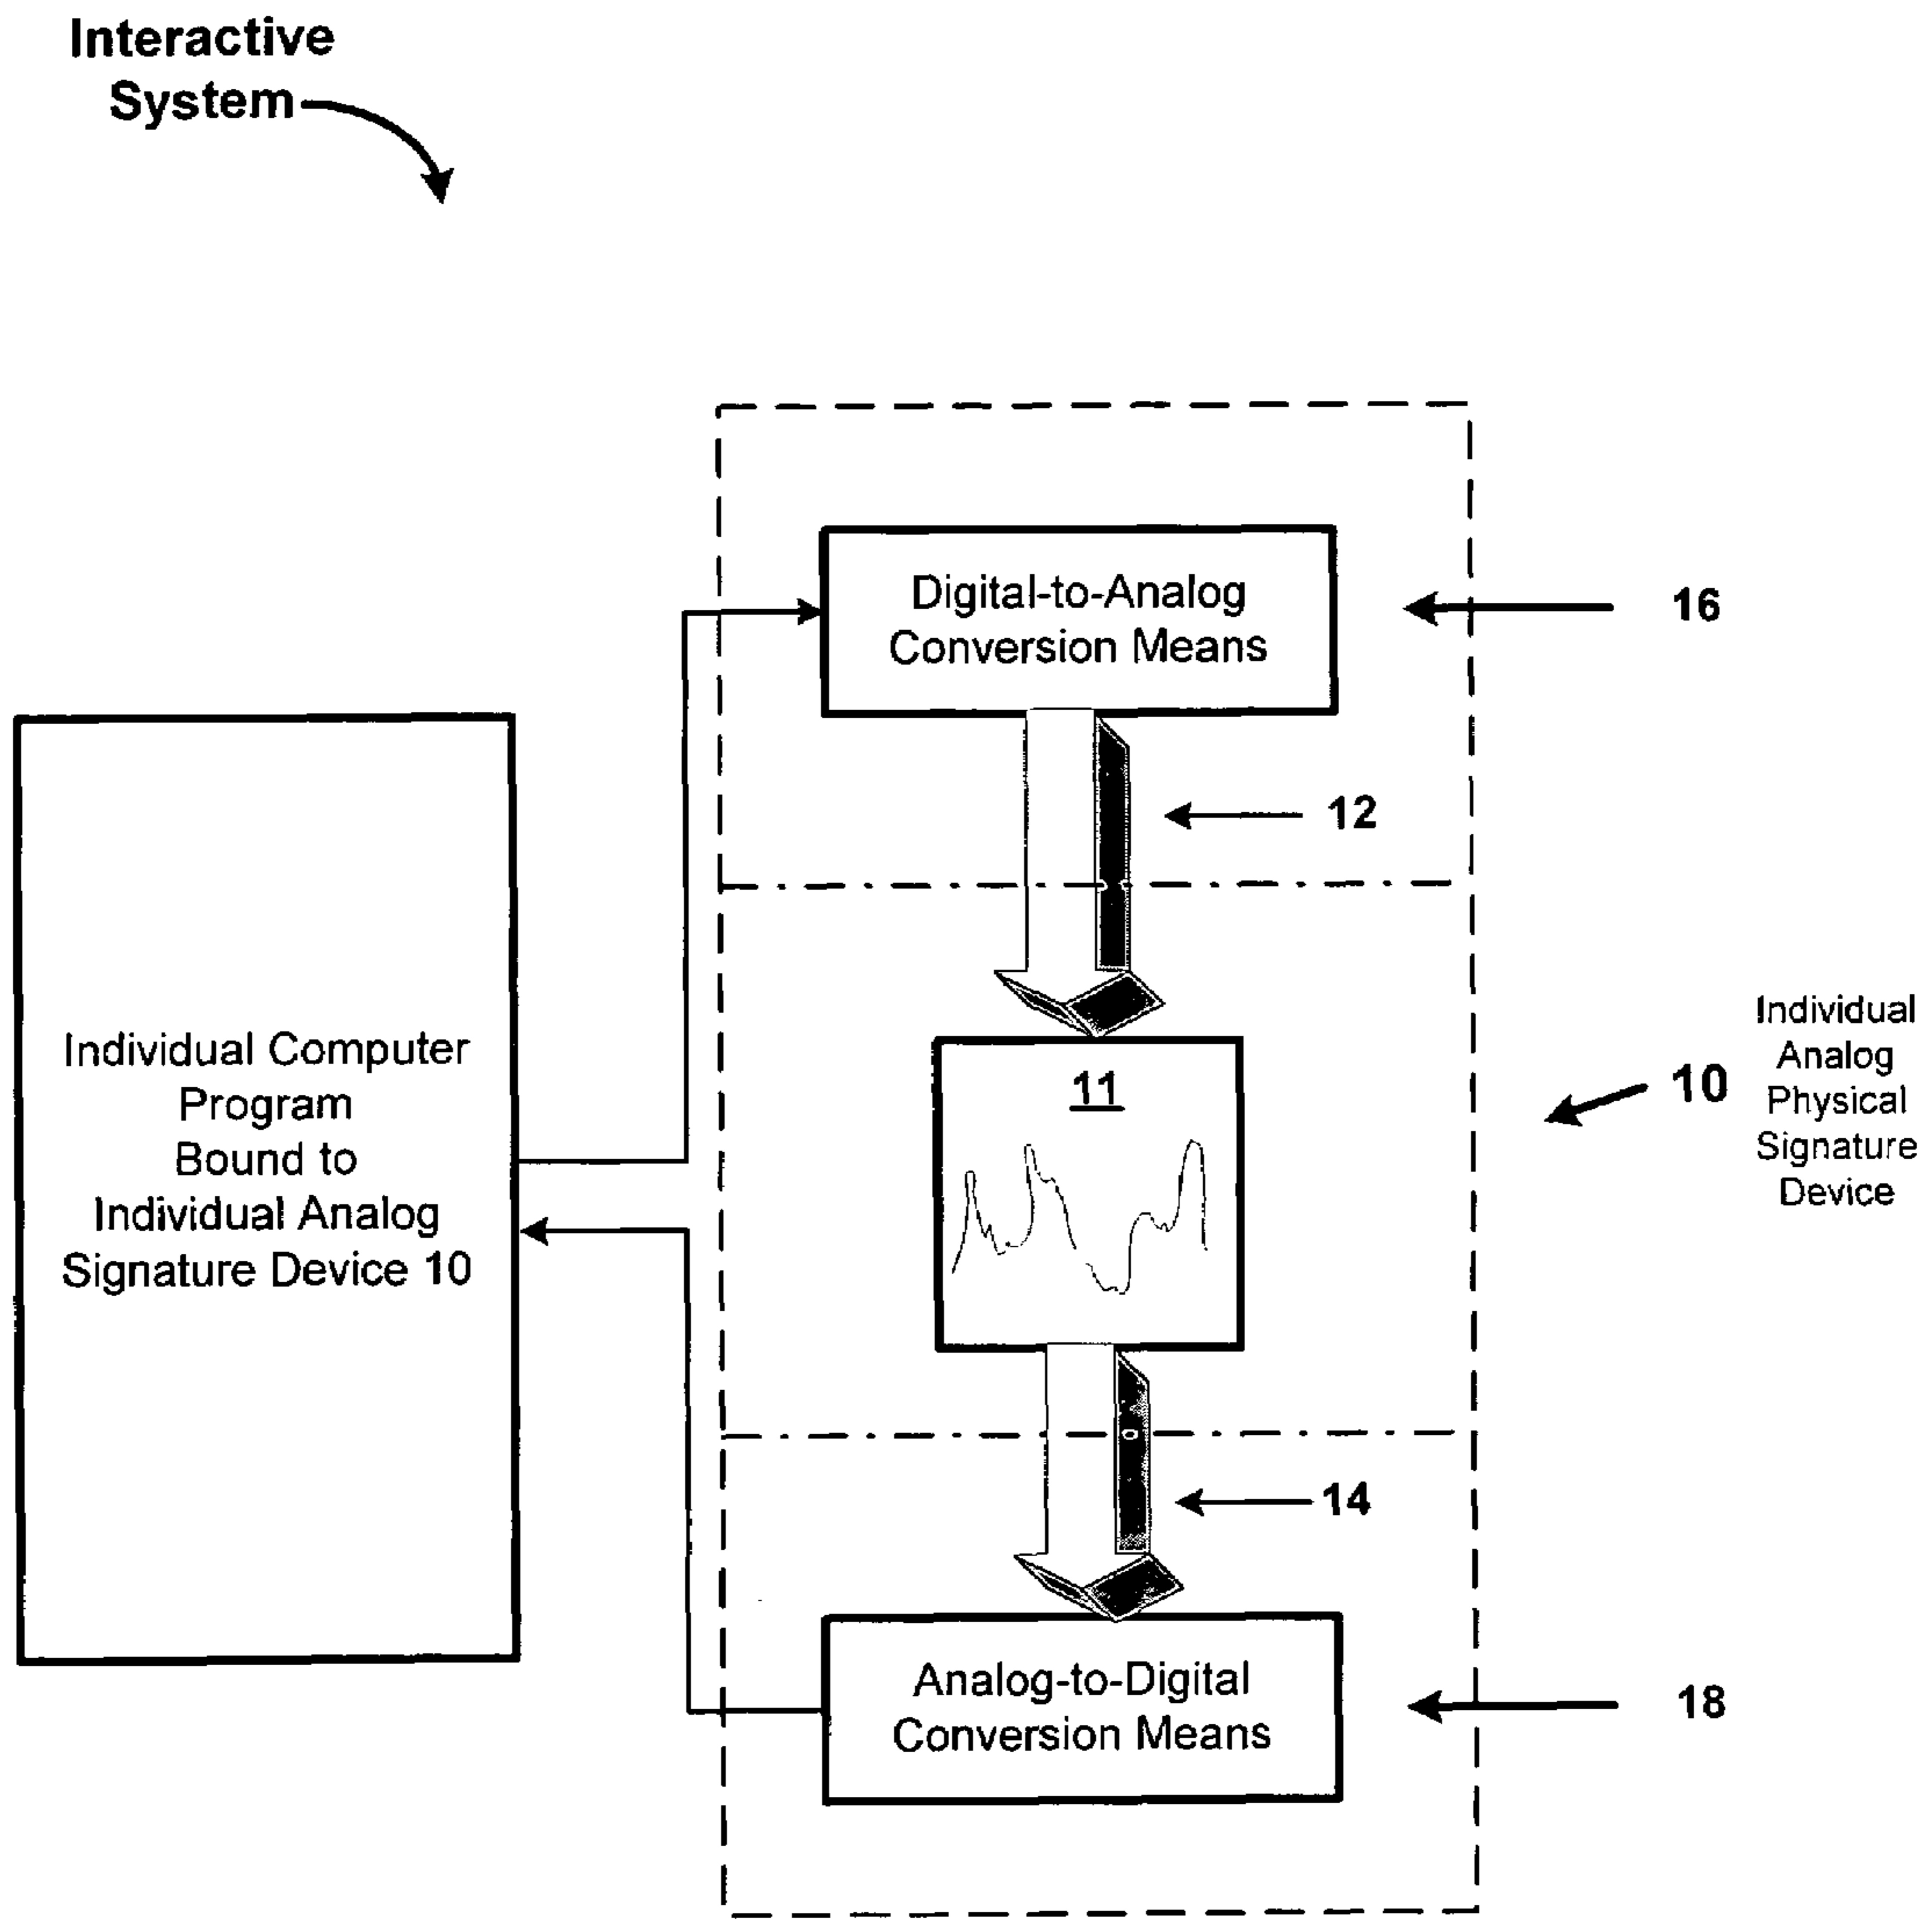 Interactive
System
Digital-to-Analog
Conversion Means
16
12
Individual Computer
Program
Bound to
Individual Analog
Signature Device 10
11
10
Individual
Analog
Physical
Signature
Device
14
Analog-to-Digital
Conversion Means
18